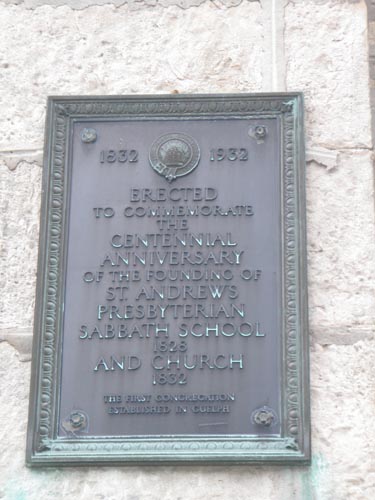 1832 1932
ERECTED
TO COMMEMORATE
THE
CENTENNIAL
ANNIVERSARY
OF THE FOUNDING OF
ST ANDREWS
PRESBYTERIAN
SABBATH SCHOOL
1828
AND CHURCH
1832
THE FIRST CONGREGATION
ESTABLISHED IN GUELPH